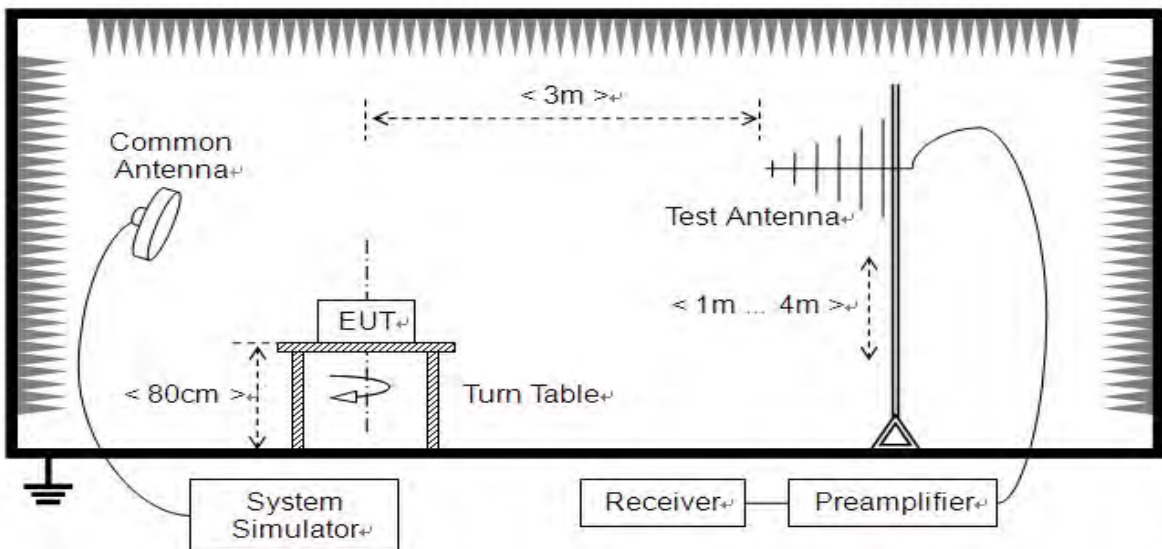 < 3m >↵
Common
Antenna↵
Test Antenna↵
< 1m ... 4m >↵
EUT↵
< 80cm >↵
Turn Table↵
System
Simulator↵
Receiver↵
Preamplifier↵